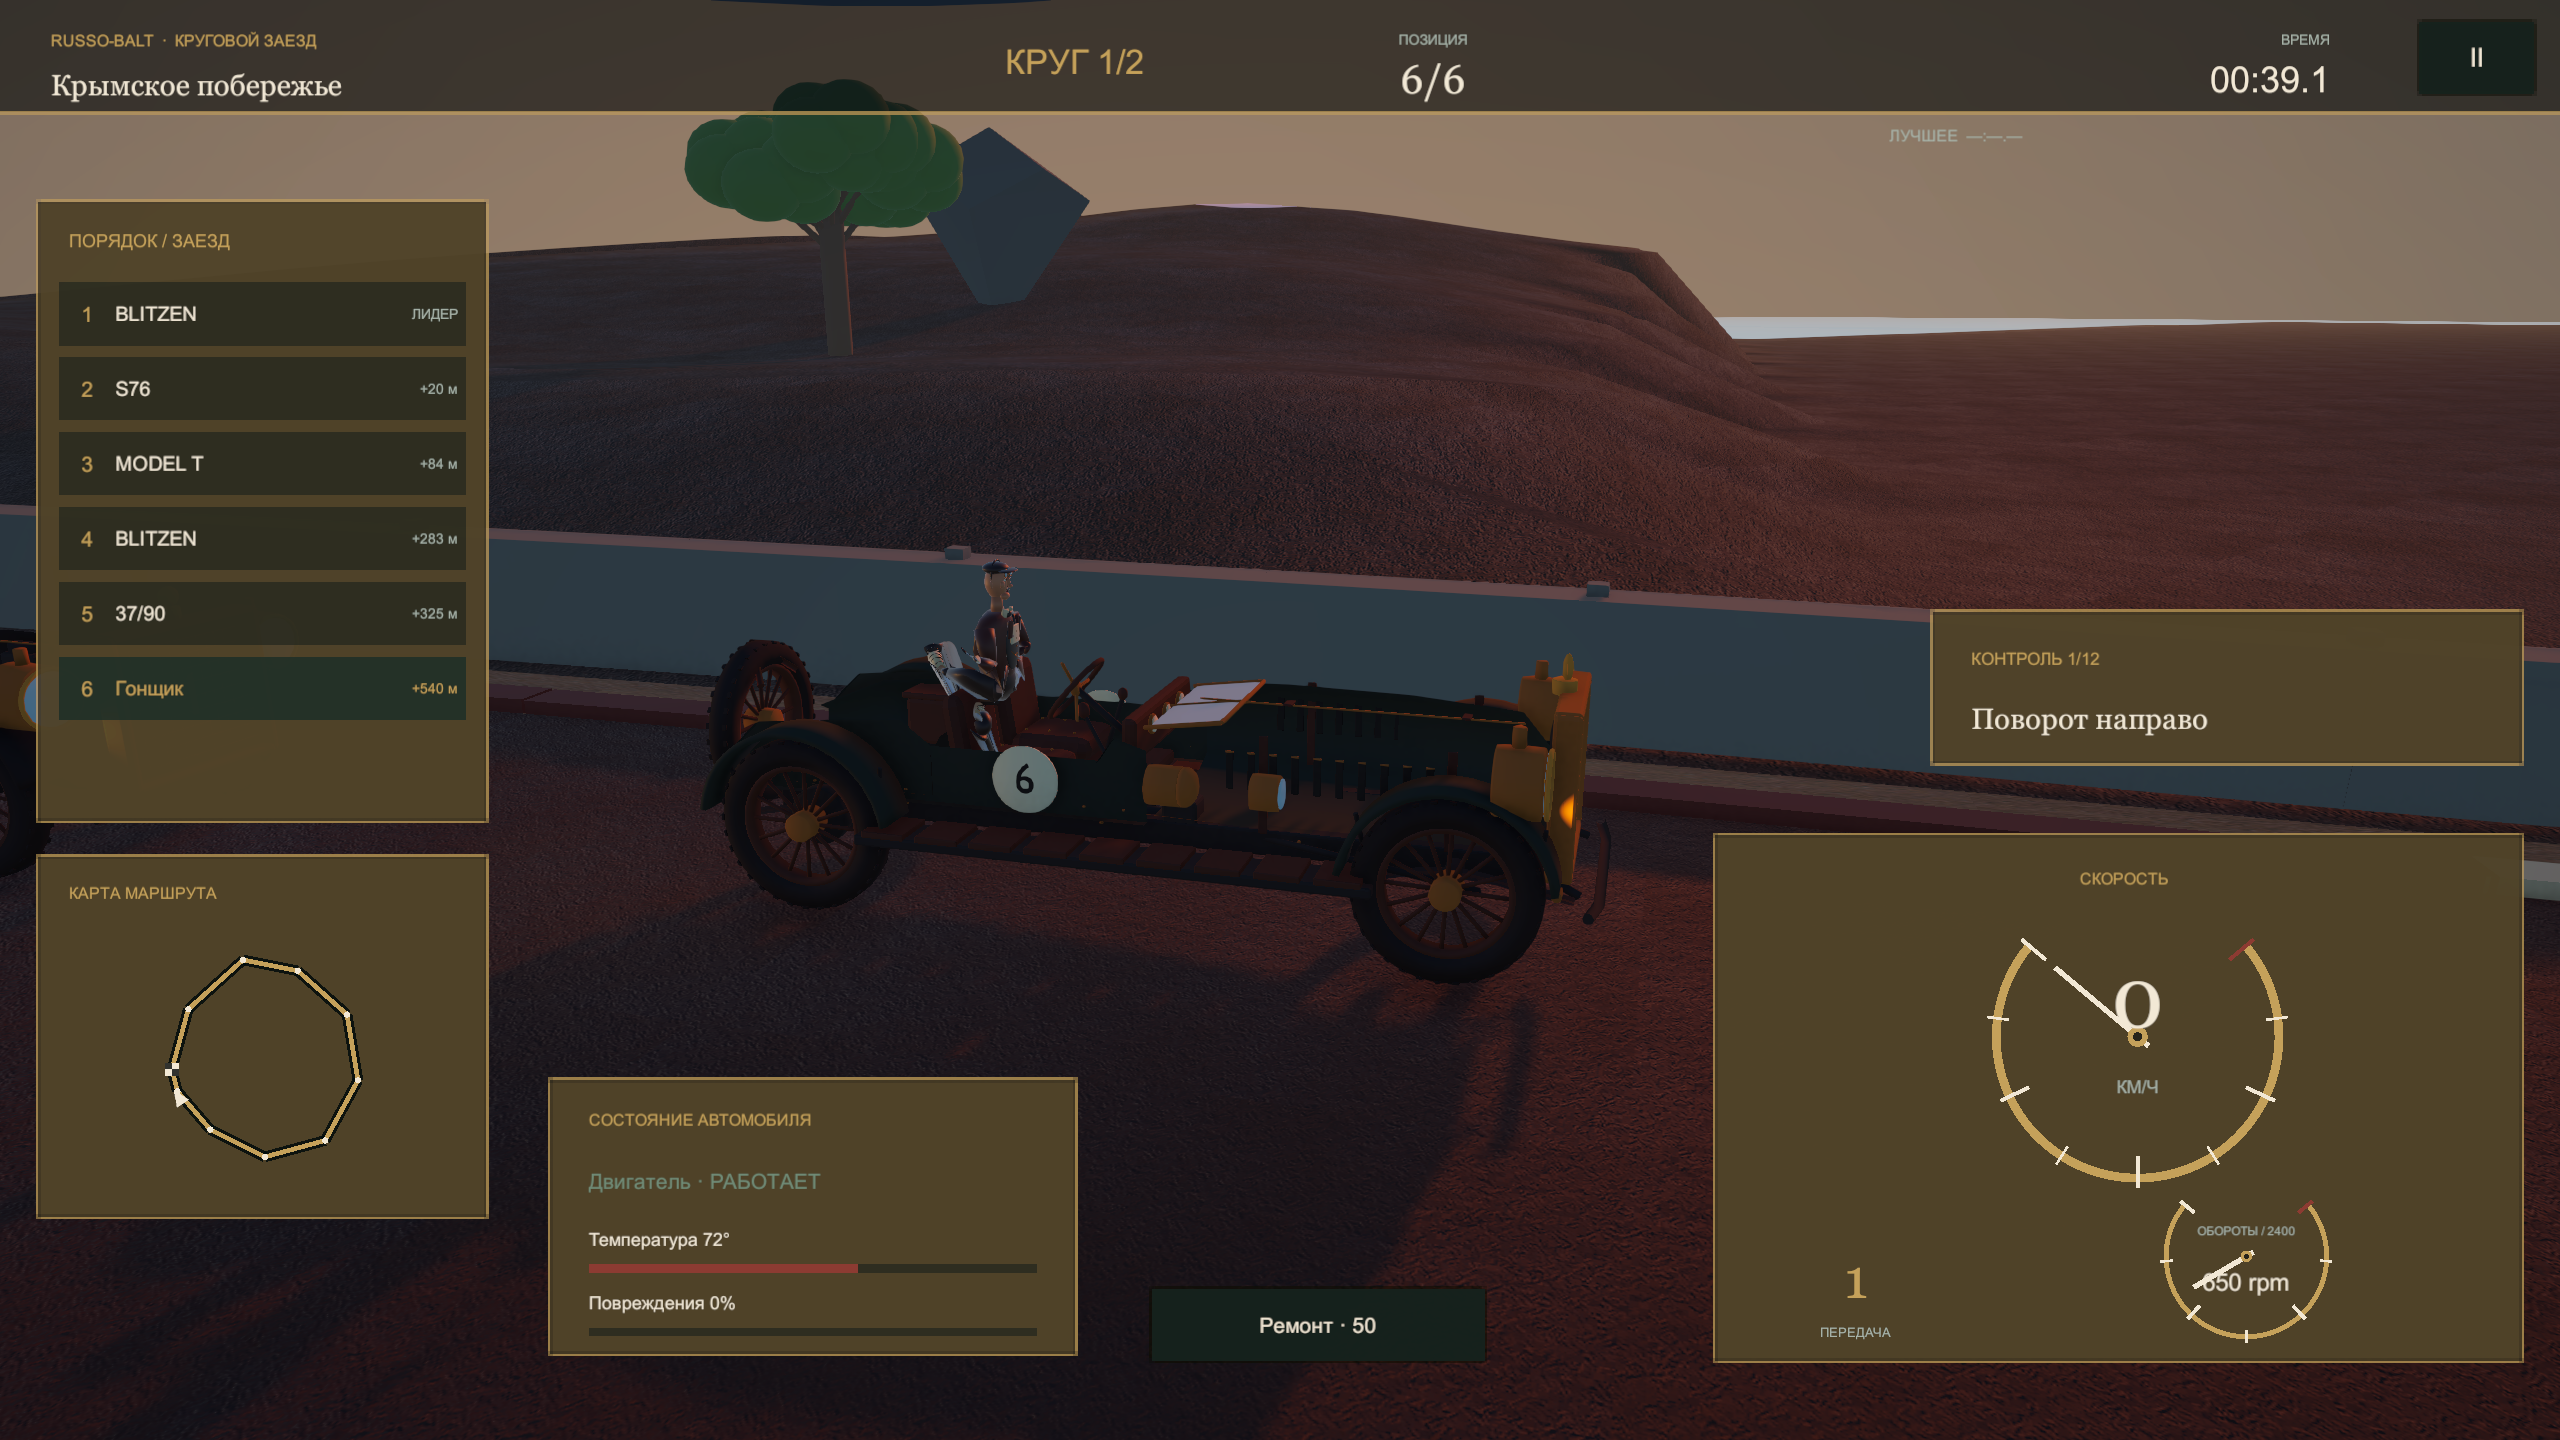 RUSSO-BALT · КРУГОВОЙ ЗАЕЗД
Крымское побережье
КРУГ 1/2
ПОЗИЦИЯ
6/6
ВРЕМЯ
00:39.1
II
ЛУЧШЕЕ —:—.—
ПОРЯДОК / ЗАЕЗД
1 BLITZEN ЛИДЕР
2 S76 +20 м
3 MODEL T +84 м
4 BLITZEN +283 м
5 37/90 +325 м
6 Гонщик +540 м
6
КОНТРОЛЬ 1/12
Поворот направо
КАРТА МАРШРУТА
СКОРОСТЬ
0
КМ/Ч
СОСТОЯНИЕ АВТОМОБИЛЯ
Двигатель · РАБОТАЕТ
Температура 72°
Повреждения 0%
Ремонт · 50
1
ПЕРЕДАЧА
ОБОРОТЫ / 2400
650 rpm